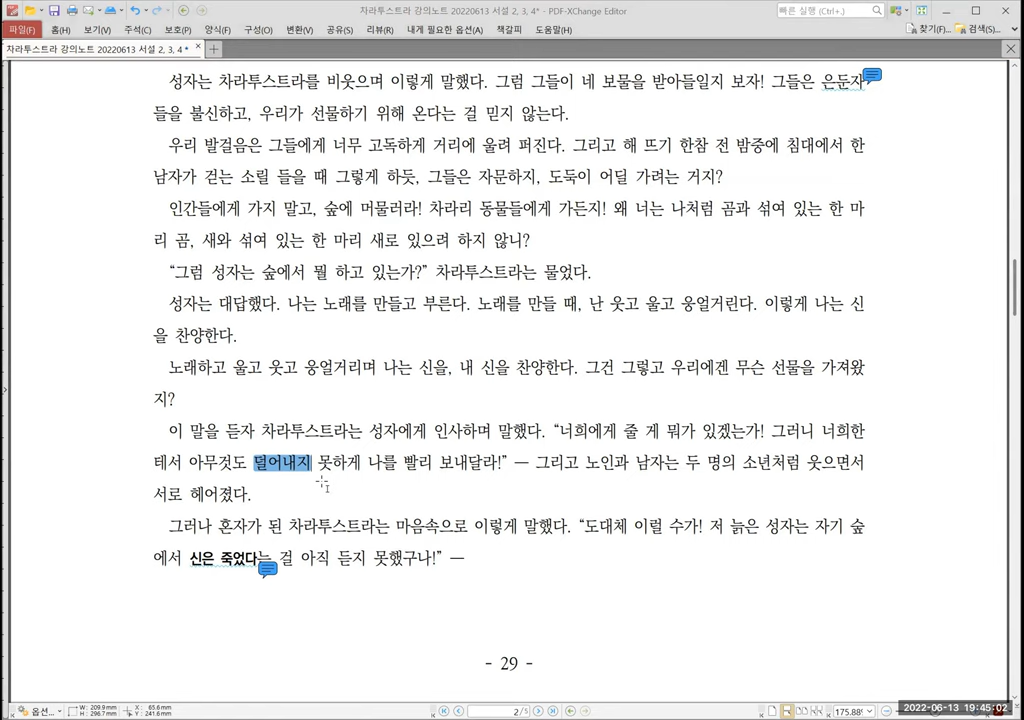 차라투스트라 강의노트 20220613 서설 2, 3, 4* - PDF-XChange Editor
빠른 실행 (Ctrl+.)
파일(F) 홈(H) 보기(V) 주석(C) 보호(P) 양식(F) 구성(O) 변환(V) 공유(S) 리뷰(R) 내게 필요한 옵션(A) 책갈피 도움말(H) 찾기(F)... 검색(S)...
차라투스트라 강의노트 20220613 서설 2, 3, 4 *
성자는 차라투스트라를 비웃으며 이렇게 말했다. 그럼 그들이 네 보물을 받아들일지 보자! 그들은 은둔자
들을 불신하고, 우리가 선물하기 위해 온다는 걸 믿지 않는다.
우리 발걸음은 그들에게 너무 고독하게 거리에 울려 퍼진다. 그리고 해 뜨기 한참 전 밤중에 침대에서 한
남자가 걷는 소릴 들을 때 그렇게 하듯, 그들은 자문하지, 도둑이 어딜 가려는 거지?
인간들에게 가지 말고, 숲에 머물러라! 차라리 동물들에게 가든지! 왜 너는 나처럼 곰과 섞여 있는 한 마
리 곰, 새와 섞여 있는 한 마리 새로 있으려 하지 않니?
“그럼 성자는 숲에서 뭘 하고 있는가?” 차라투스트라는 물었다.
성자는 대답했다. 나는 노래를 만들고 부른다. 노래를 만들 때, 난 웃고 울고 웅얼거린다. 이렇게 나는 신
을 찬양한다.
노래하고 울고 웃고 웅얼거리며 나는 신을, 내 신을 찬양한다. 그건 그렇고 우리에겐 무슨 선물을 가져왔
지?
이 말을 듣자 차라투스트라는 성자에게 인사하며 말했다. “너희에게 줄 게 뭐가 있겠는가! 그러니 너희한
테서 아무것도 덜어내지 못하게 나를 빨리 보내달라!” — 그리고 노인과 남자는 두 명의 소년처럼 웃으면서
서로 헤어졌다.
그러나 혼자가 된 차라투스트라는 마음속으로 이렇게 말했다. “도대체 이럴 수가! 저 늙은 성자는 자기 숲
에서 신은 죽었다는 걸 아직 듣지 못했구나!” —
- 29 -
옵션... W: 209.9mm X: 65.6mm 2/5 175.88%
H: 296.7mm Y: 241.6mm
2022-06-13 19:45:02